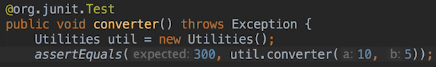 @org.junit.Test
public void converter() throws Exception {
Utilities util = new Utilities();
assertEquals( expected: 300, util.converter( a: 10, b: 5));